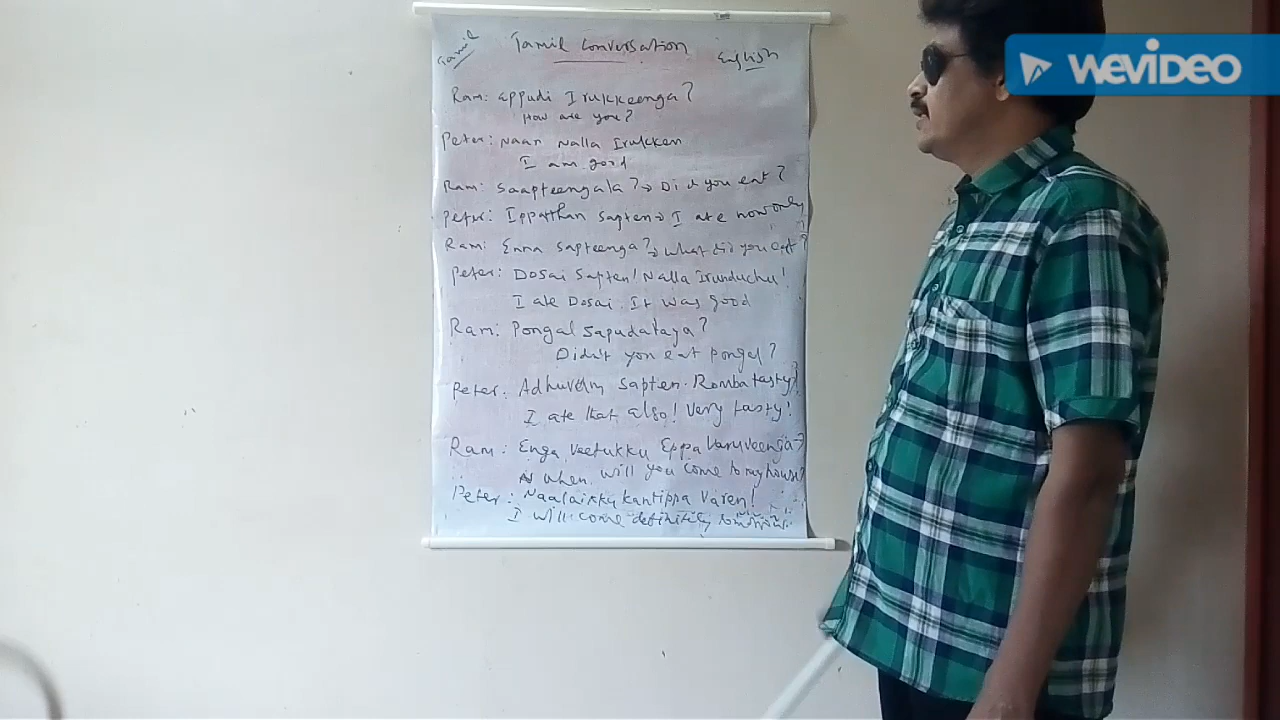 Tamil Tamil Conversation English
Ram: Eppudi Irukkeenga?
How are you?
Peter: Naan Nalla Irukken
I am good
Ram: Saapteengala? → Did you eat?
Peter: Ippatthan Sapten → I ate now only
Ram: Enna Sapteenga? → What did you eat?
Peter: Dosai Sapten! Nalla Irunduchu!
I ate Dosai. It was good
Ram: Pongal Sapudalaya?
Didn't you eat pongal?
Peter: Adhuvum Sapten. Romba tasty!
I ate that also! Very tasty!
Ram: Enga Veetukku Eppa Varuveenga?
When will you come to my house?
Peter: Naalaikku kantippa Varen!
I will come definitely
WEVIDEO